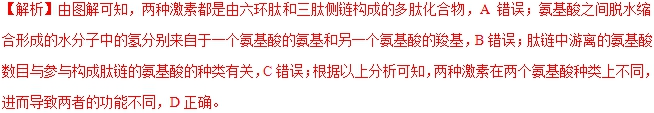 【解析】由图解可知，两种激素都是由六环肽和三肽侧链构成的多肽化合物，A 错误；氨基酸之间脱水缩
合形成的水分子中的氢分别来自于一个氨基酸的氨基和另一个氨基酸的羧基，B 错误；肽链中游离的氨基酸
数目与参与构成肽链的氨基酸的种类有关，C 错误；根据以上分析可知，两种激素在两个氨基酸种类上不同，
进而导致两者的功能不同，D 正确。